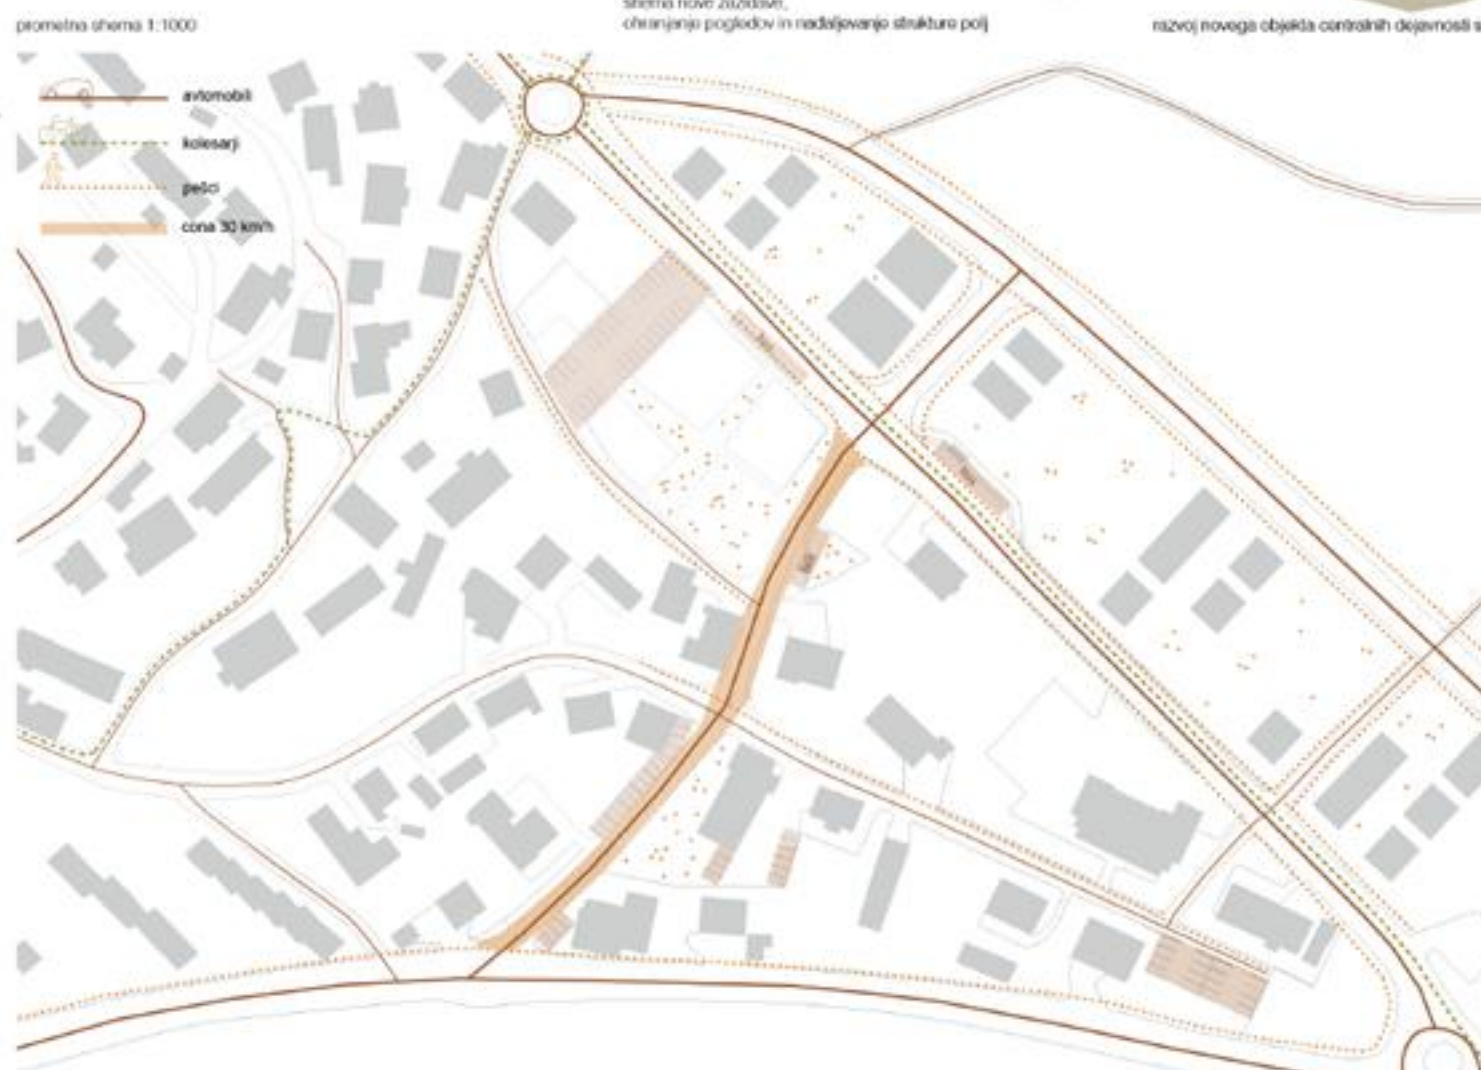 prometna shema 1:1000
shema nove zazidave,
ohranjanje pogledov in nadaljevanje strukture polj
razvoj novega objekta centralnih dejavnosti s
avtomobili
kolesarji
pešci
cona 30 km/h